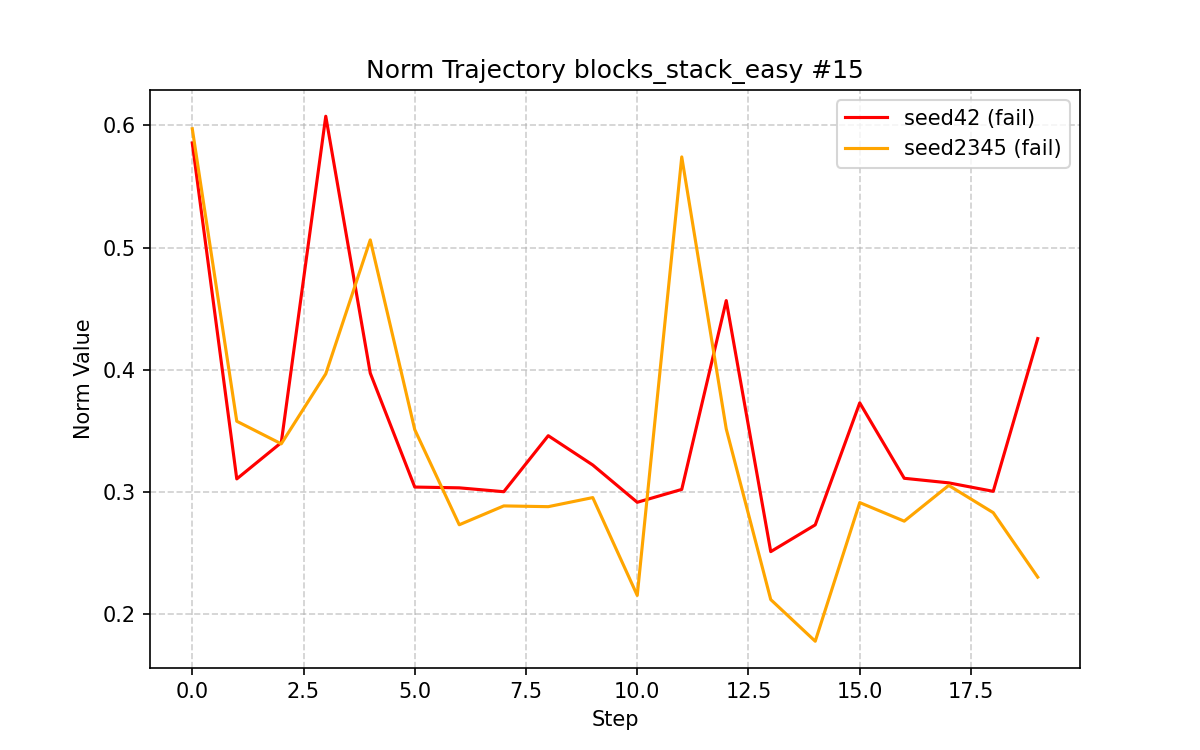 Norm Trajectory blocks_stack_easy #15
seed42 (fail)
seed2345 (fail)
Norm Value
0.6
0.5
0.4
0.3
0.2
0.0 2.5 5.0 7.5 10.0 12.5 15.0 17.5
Step